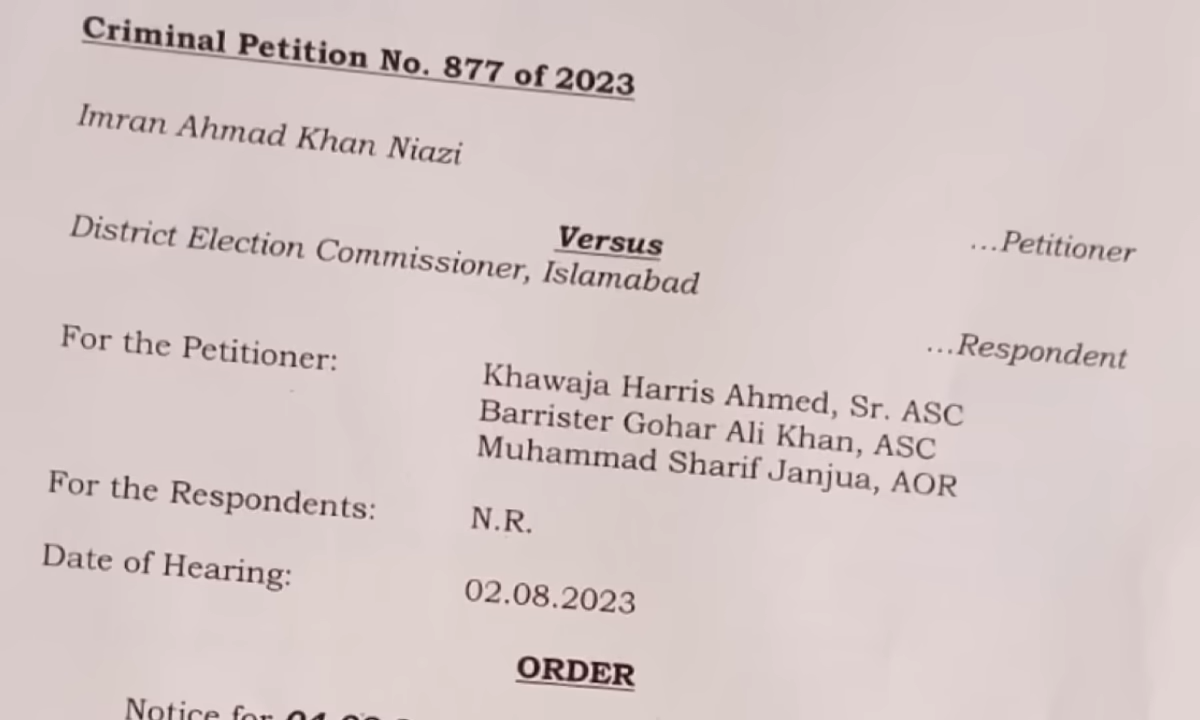 Criminal Petition No. 877 of 2023
Imran Ahmad Khan Niazi
...Petitioner
Versus
District Election Commissioner, Islamabad
...Respondent
For the Petitioner:
Khawaja Harris Ahmed, Sr. ASC
Barrister Gohar Ali Khan, ASC
Muhammad Sharif Janjua, AOR
For the Respondents: N.R.
Date of Hearing: 02.08.2023
ORDER
Notice for